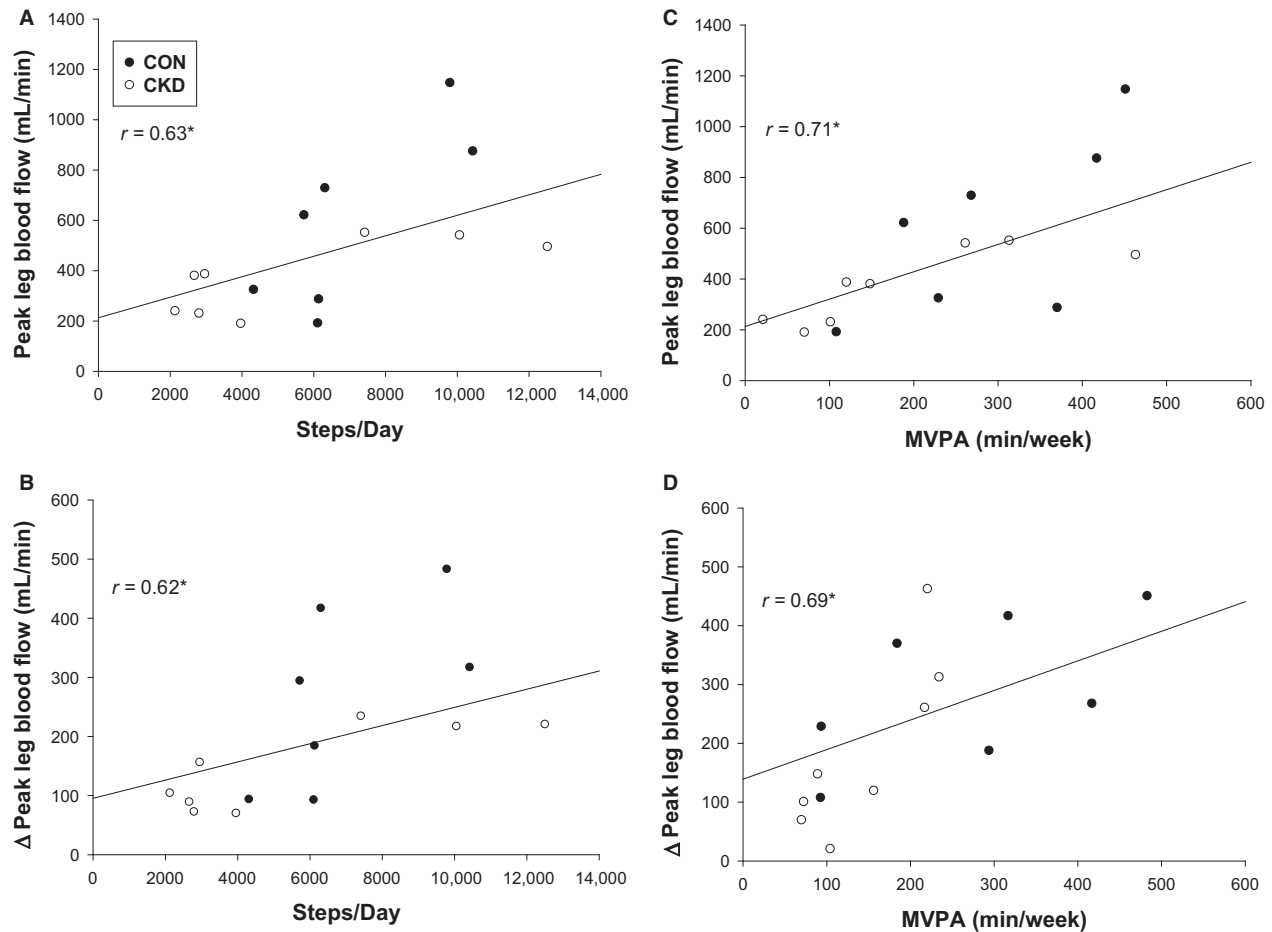 A
1400
1200
1000
800
600
400
200
0
Peak leg blood flow (mL/min)
CON
CKD
r = 0.63*
0 2000 4000 6000 8000 10,000 12,000 14,000
Steps/Day
C
1400
1200
1000
800
600
400
200
0
Peak leg blood flow (mL/min)
r = 0.71*
0 100 200 300 400 500 600
MVPA (min/week)
B
600
500
400
300
200
100
0
Δ Peak leg blood flow (mL/min)
r = 0.62*
0 2000 4000 6000 8000 10,000 12,000 14,000
Steps/Day
D
600
500
400
300
200
100
0
Δ Peak leg blood flow (mL/min)
r = 0.69*
0 100 200 300 400 500 600
MVPA (min/week)